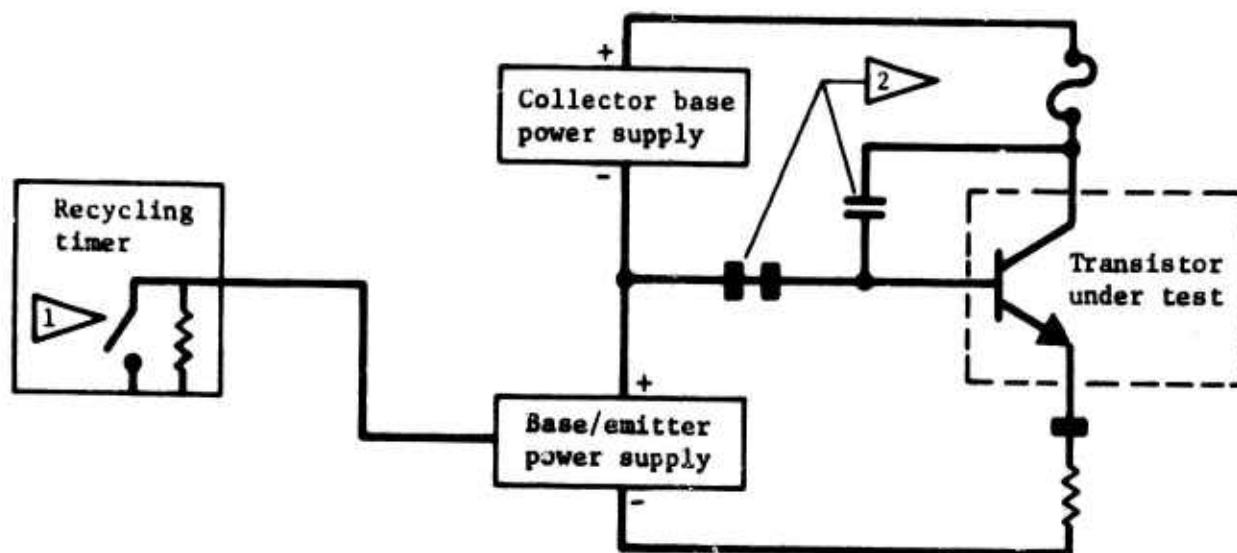 +
Collector base
power supply
-
2
Recycling
timer
1
Transistor
under test
+
Base/emitter
power supply
-